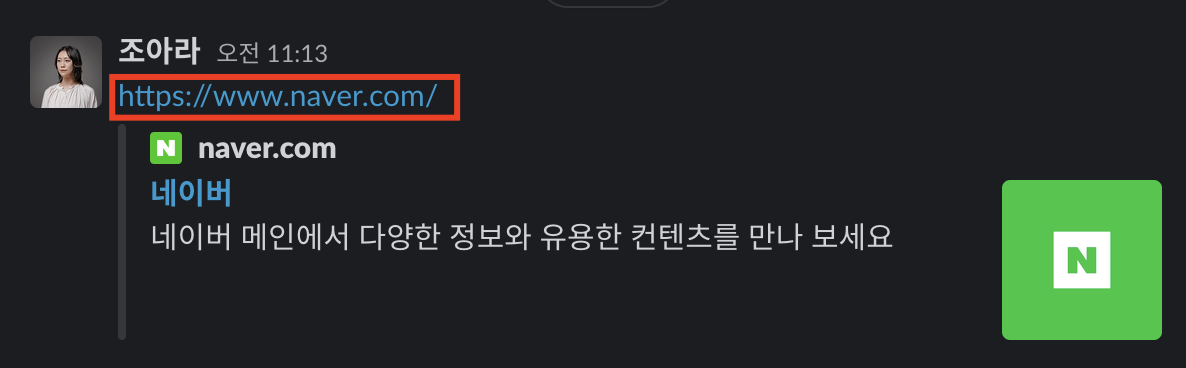 조아라 오전 11:13
https://www.naver.com/
N naver.com
네이버
네이버 메인에서 다양한 정보와 유용한 컨텐츠를 만나 보세요
N